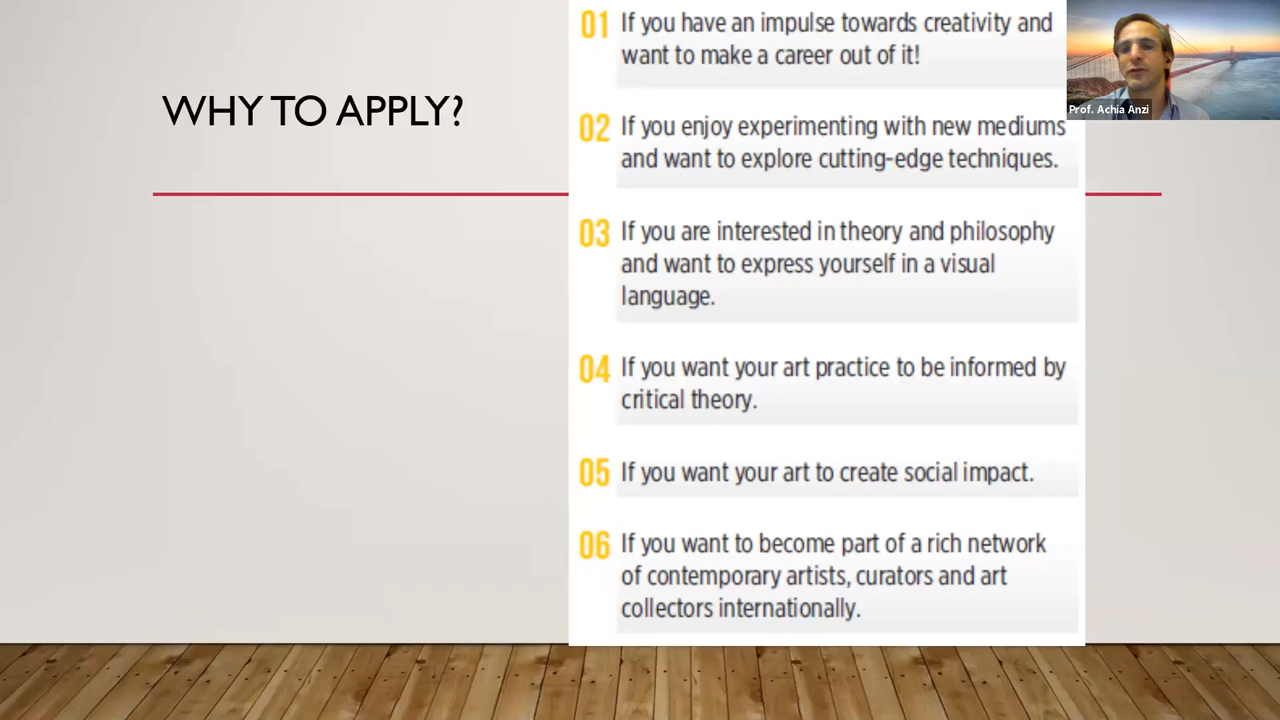 WHY TO APPLY?
01 If you have an impulse towards creativity and
want to make a career out of it!
02 If you enjoy experimenting with new mediums
and want to explore cutting-edge techniques.
03 If you are interested in theory and philosophy
and want to express yourself in a visual
language.
04 If you want your art practice to be informed by
critical theory.
05 If you want your art to create social impact.
06 If you want to become part of a rich network
of contemporary artists, curators and art
collectors internationally.
Prof. Achia Anzi